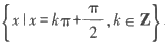 {x | x = kπ + π/2, k ∈ Z}